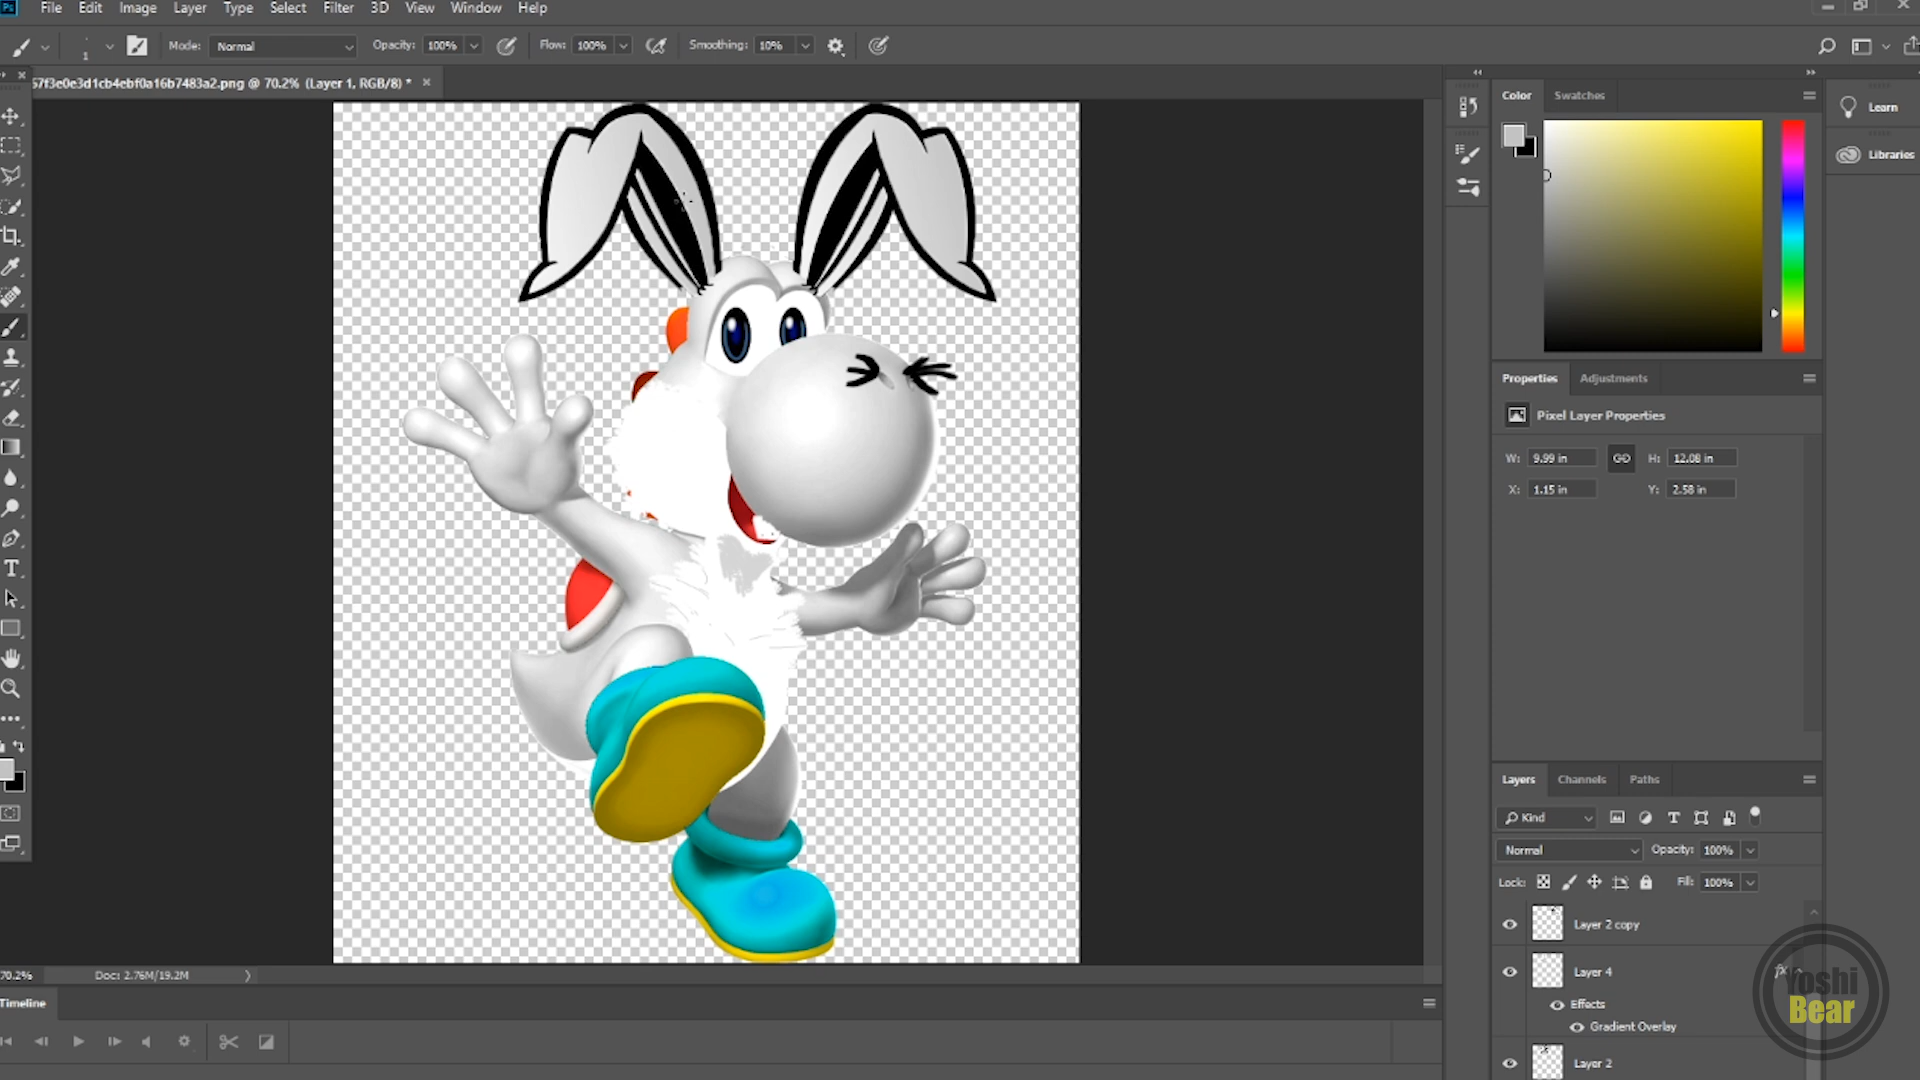 Ps File Edit Image Layer Type Select Filter 3D View Window Help
1 Mode: Normal Opacity: 100% Flow: 100% Smoothing: 10%
57f3e0e3d1cb4ebf0a16b7483a2.png @ 70.2% (Layer 1, RGB/8) *
Color Swatches
Learn
Libraries
Properties Adjustments
Pixel Layer Properties
W: 9.99 in H: 12.08 in
X: 1.15 in Y: 2.58 in
Layers Channels Paths
Kind
Normal Opacity: 100%
Lock: Fill: 100%
Layer 2 copy
Layer 4 fx
Effects
Gradient Overlay
Layer 2
70.2% Doc: 2.76M/19.2M
Timeline
Yoshi
Bear